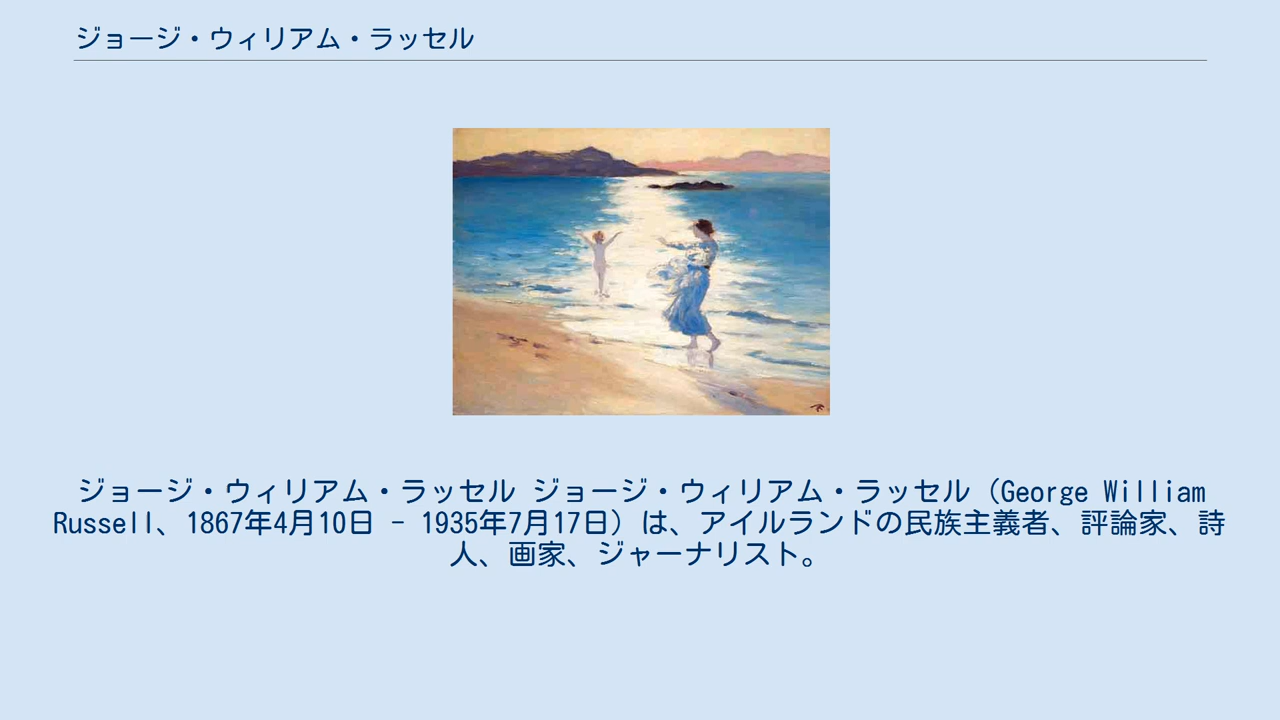 ジョージ・ウィリアム・ラッセル
ジョージ・ウィリアム・ラッセル ジョージ・ウィリアム・ラッセル（George William
Russell、1867年4月10日 - 1935年7月17日）は、アイルランドの民族主義者、評論家、詩
人、画家、ジャーナリスト。